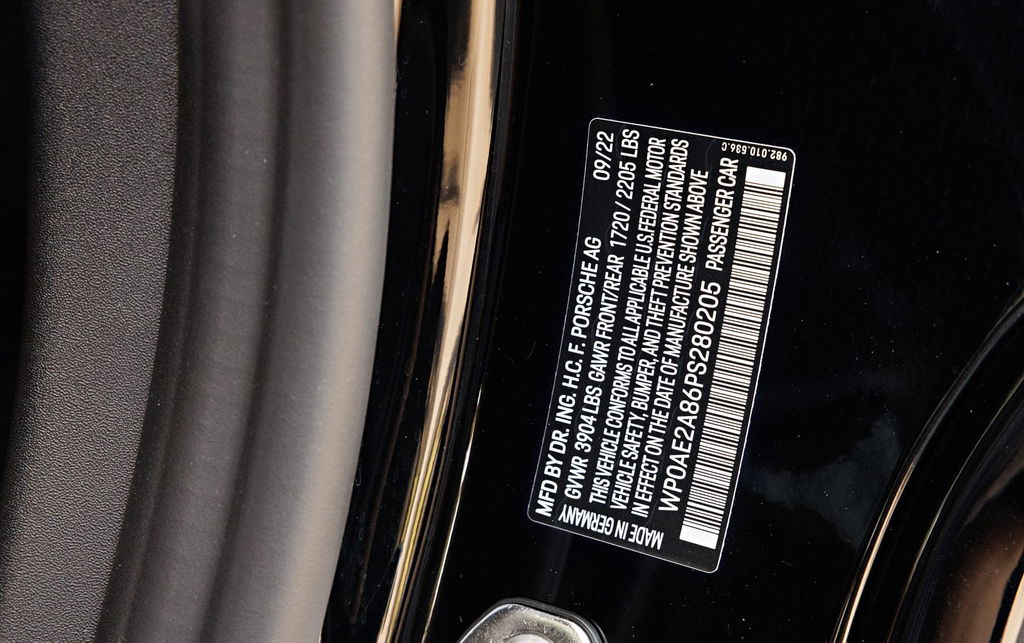 MFD BY DR. ING. H.C. F. PORSCHE AG 09/22
GVWR 3904 LBS GAWR FRONT/REAR 1720 / 2205 LBS
THIS VEHICLE CONFORMS TO ALL APPLICABLE U.S. FEDERAL MOTOR
VEHICLE SAFETY, BUMPER, AND THEFT PREVENTION STANDARDS
IN EFFECT ON THE DATE OF MANUFACTURE SHOWN ABOVE
WP0AE2A86PS280205 PASSENGER CAR
MADE IN GERMANY
982.010.536.C